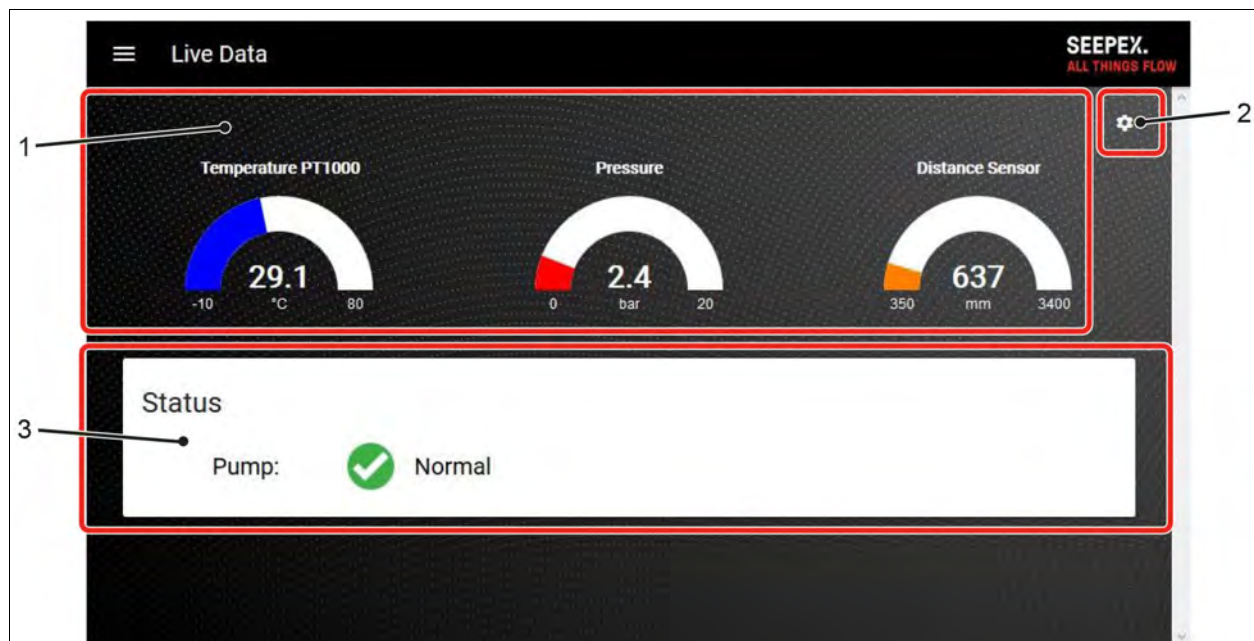 Live Data
SEEPEX.
ALL THINGS FLOW
1
2
Temperature PT1000
Pressure
Distance Sensor
29.1
-10 °C 80
2.4
0 bar 20
637
350 mm 3400
3
Status
Pump: Normal